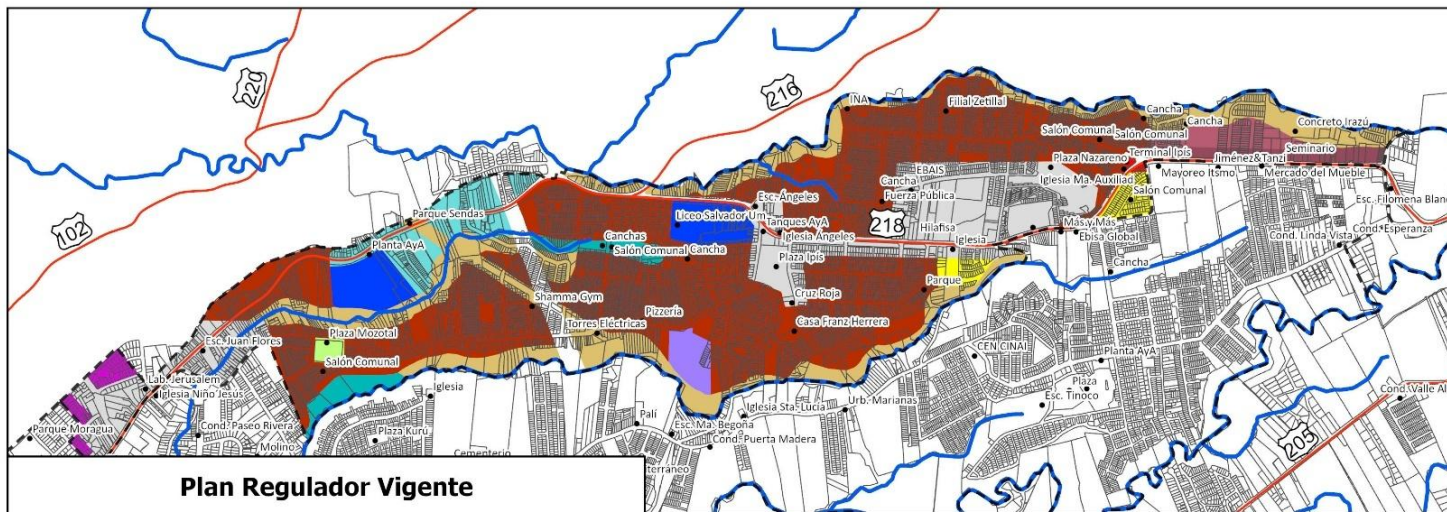 220
216
102
INA
Filial Zetillal
Cancha
Cancha
Concreto Irazú
Salón Comunal
Salón Comunal
Seminario
Terminal Ipís
Plaza Nazareno
Jiménez&Tanzi
EBAIS
Mayoreo Itsmo
Mercado del Mueble
Iglesia Ma. Auxiliad
Cancha
Fuerza Pública
Salón Comunal
Esc. Ángeles
Esc. Filomena Blan
Parque Sendas
Liceo Salvador Um
218
Más y Más
Tanques AyA
Hilafisa
Ebisa Global
Cond. Esperanza
Iglesia Ángeles
Iglesia
Cond. Linda Vista
Planta AyA
Canchas
Salón Comunal
Cancha
Plaza Ipís
Cancha
Parque
Shamma Gym
Cruz Roja
Pizzería
Torres Eléctricas
Casa Franz Herrera
Plaza Mozotal
Esc. Juan Flores
Salón Comunal
CEN CINAI
Planta AyA
Lab. Jerusalem
Iglesia Niño Jesús
Iglesia
Plaza
Esc. Tinoco
Cond. Valle Al
Urb. Marianas
Iglesia Sta. Lucía
Palí
Parque Moragua
Cond. Paseo Rivera
Plaza Kurú
Esc. Ma. Begoña
Cond. Puerta Madera
205
Molino
Cementerio
terráneo
Plan Regulador Vigente